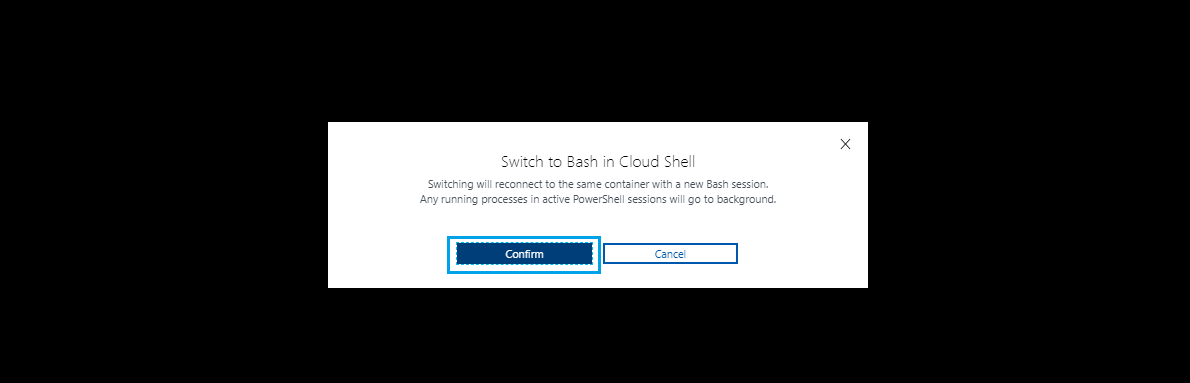 Switch to Bash in Cloud Shell
Switching will reconnect to the same container with a new Bash session.
Any running processes in active PowerShell sessions will go to background.
Confirm
Cancel